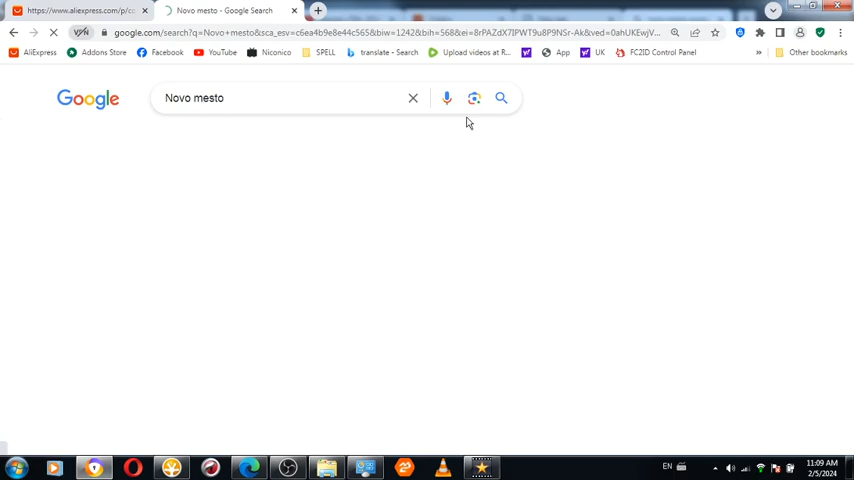 https://www.aliexpress.com/p/co
Novo mesto - Google Search
VPN
google.com/search?q=Novo+mesto&sca_esv=c6ea4b9e8e44c565&biw=1242&bih=568&ei=8rPAZdX7IPWT9u8P9NSr-Ak&ved=0ahUKEwjV...
AliExpress
Addons Store
Facebook
YouTube
Niconico
SPELL
translate - Search
Upload videos at R...
App
UK
FC2ID Control Panel
»
Other bookmarks
Google
Novo mesto
EN
11:09 AM
2/5/2024